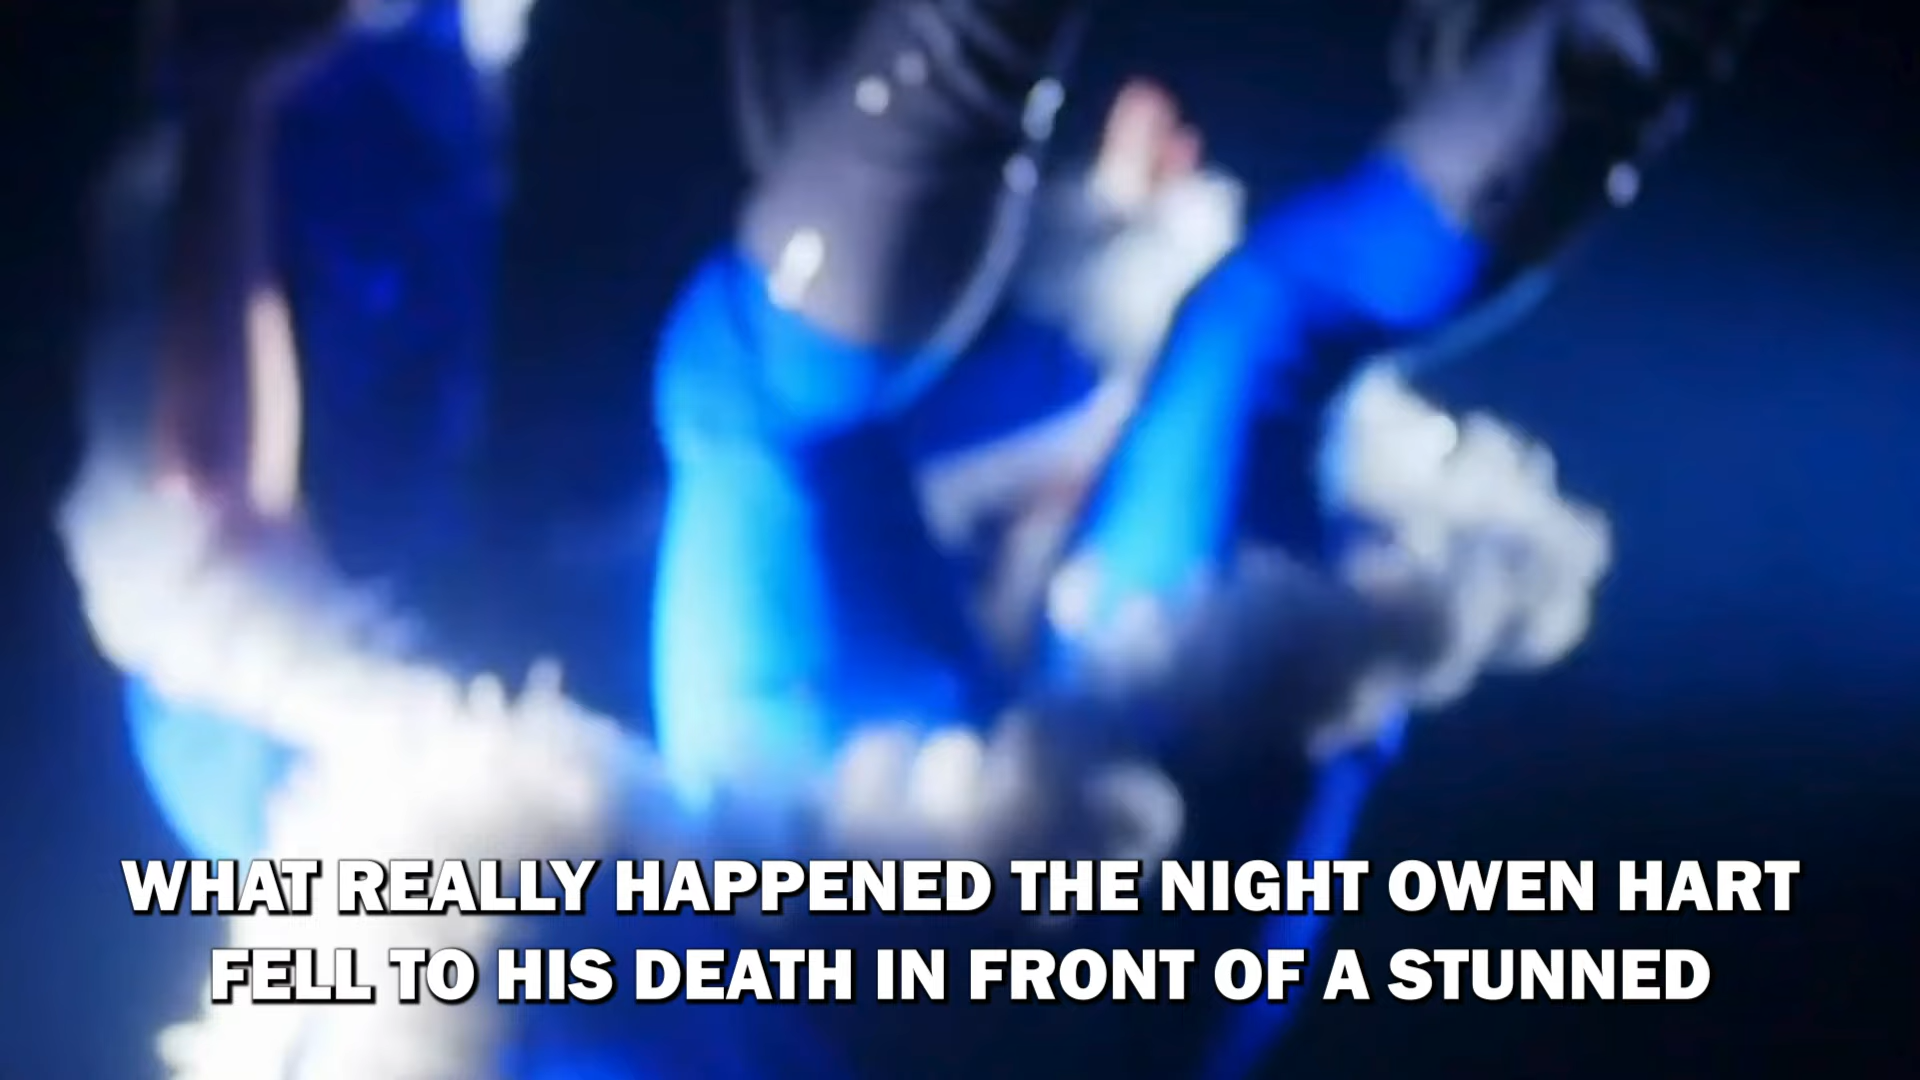 WHAT REALLY HAPPENED THE NIGHT OWEN HART
FELL TO HIS DEATH IN FRONT OF A STUNNED